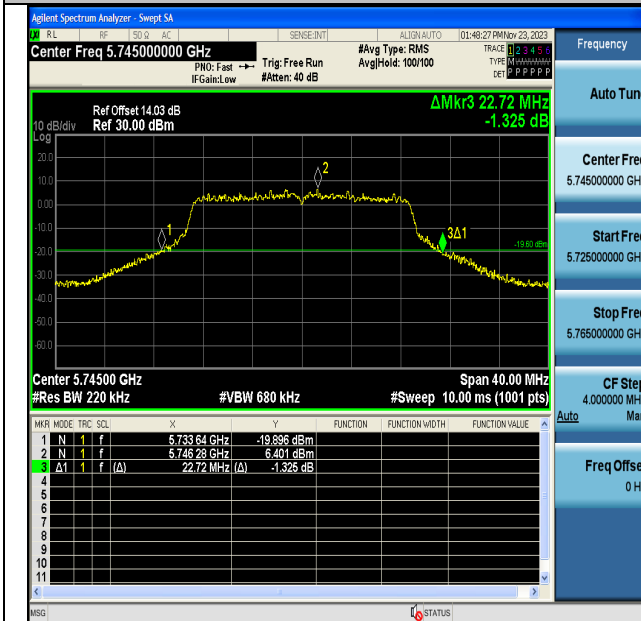 Agilent Spectrum Analyzer - Swept SA
RL RF 50 Ω AC SENSE:INT ALIGN AUTO 01:48:27 PM Nov 23, 2023
Center Freq 5.745000000 GHz
PNO: Fast
IFGain:Low
Trig: Free Run
#Atten: 40 dB
#Avg Type: RMS
Avg|Hold: 100/100
TRACE 1 2 3 4 5 6
TYPE M
DET P P P P P P
Ref Offset 14.03 dB
Ref 30.00 dBm
10 dB/div
Log
ΔMkr3 22.72 MHz
-1.325 dB
20.0
10.0
0.00
-10.0
-20.0
-30.0
-40.0
-50.0
-60.0
1
2
3Δ1
-19.60 dBm
Center 5.74500 GHz
Span 40.00 MHz
#Res BW 220 kHz
#VBW 680 kHz
#Sweep 10.00 ms (1001 pts)
MKR MODE TRC SCL X Y FUNCTION FUNCTION WIDTH FUNCTION VALUE
1 N 1 f 5.733 64 GHz -19.896 dBm
2 N 1 f 5.746 28 GHz 6.401 dBm
3 Δ1 1 f (Δ) 22.72 MHz (Δ) -1.325 dB
4
5
6
7
8
9
10
11
MSG
STATUS
Frequency
Auto Tun
Center Fre
5.745000000 GH
Start Fre
5.725000000 GH
Stop Fre
5.765000000 GH
CF Step
4.000000 MH
Auto Ma
Freq Offse
0 H